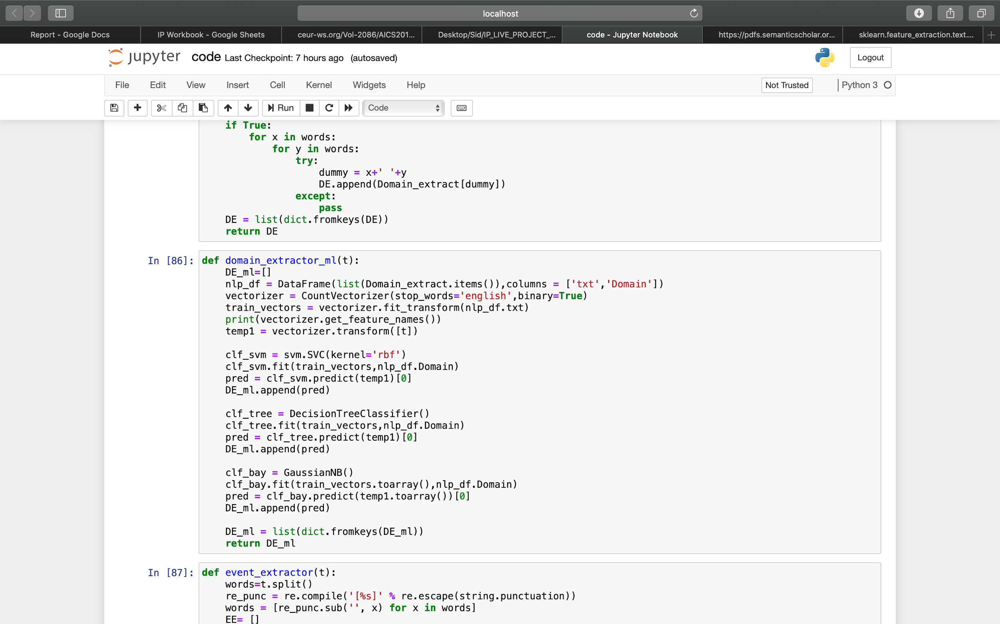 localhost
Report - Google Docs
IP Workbook - Google Sheets
ceur-ws.org/Vol-2086/AICS201...
Desktop/Sid/IP_LIVE_PROJECT_...
code - Jupyter Notebook
https://pdfs.semanticscholar.or...
sklearn.feature_extraction.text....
jupyter code Last Checkpoint: 7 hours ago (autosaved)
Logout
File Edit View Insert Cell Kernel Widgets Help
Not Trusted
Python 3
Run
Code
    if True:
        for x in words:
            for y in words:
                try:
                    dummy = x+' '+y
                    DE.append(Domain_extract[dummy])
                except:
                    pass
    DE = list(dict.fromkeys(DE))
    return DE
In [86]: def domain_extractor_ml(t):
    DE_ml=[]
    nlp_df = DataFrame(list(Domain_extract.items()),columns = ['txt','Domain'])
    vectorizer = CountVectorizer(stop_words='english',binary=True)
    train_vectors = vectorizer.fit_transform(nlp_df.txt)
    print(vectorizer.get_feature_names())
    temp1 = vectorizer.transform([t])
    clf_svm = svm.SVC(kernel='rbf')
    clf_svm.fit(train_vectors,nlp_df.Domain)
    pred = clf_svm.predict(temp1)[0]
    DE_ml.append(pred)
    clf_tree = DecisionTreeClassifier()
    clf_tree.fit(train_vectors,nlp_df.Domain)
    pred = clf_tree.predict(temp1)[0]
    DE_ml.append(pred)
    clf_bay = GaussianNB()
    clf_bay.fit(train_vectors.toarray(),nlp_df.Domain)
    pred = clf_bay.predict(temp1.toarray())[0]
    DE_ml.append(pred)
    DE_ml = list(dict.fromkeys(DE_ml))
    return DE_ml
In [87]: def event_extractor(t):
    words=t.split()
    re_punc = re.compile('[%s]' % re.escape(string.punctuation))
    words = [re_punc.sub('', x) for x in words]
    EE= []